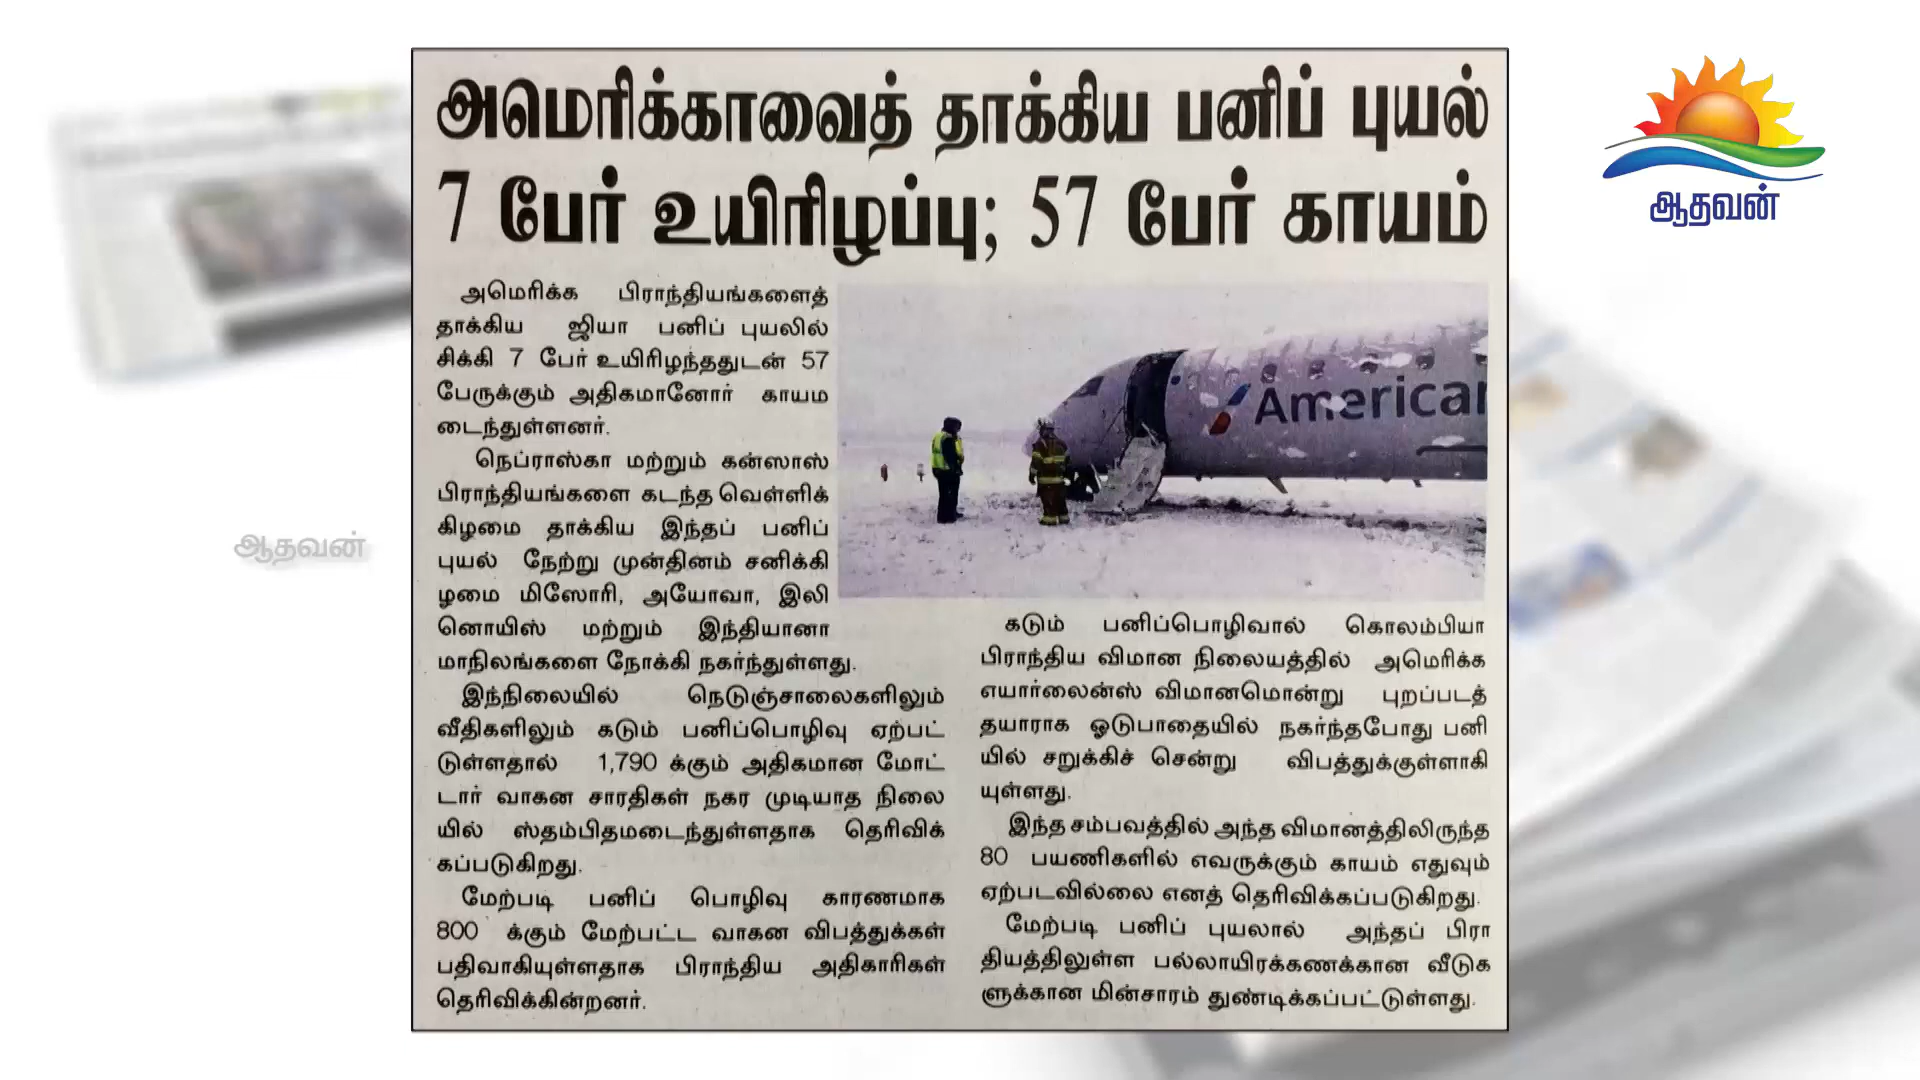 அமெரிக்காவைத் தாக்கிய பனிப் புயல்
7 பேர் உயிரிழப்பு; 57 பேர் காயம்
ஆதவன்
அமெரிக்க பிராந்தியங்களைத்
தாக்கிய ஜியா பனிப் புயலில்
சிக்கி 7 பேர் உயிரிழந்ததுடன் 57
பேருக்கும் அதிகமானோர் காயம
டைந்துள்ளனர்.
நெப்ராஸ்கா மற்றும் கன்ஸாஸ்
பிராந்தியங்களை கடந்த வெள்ளிக்
கிழமை தாக்கிய இந்தப் பனிப்
புயல் நேற்று முன்தினம் சனிக்கி
ழமை மிஸோரி, அயோவா, இலி
னொயிஸ் மற்றும் இந்தியானா
மாநிலங்களை நோக்கி நகர்ந்துள்ளது.
இந்நிலையில் நெடுஞ்சாலைகளிலும்
வீதிகளிலும் கடும் பனிப்பொழிவு ஏற்பட்
டுள்ளதால் 1,790 க்கும் அதிகமான மோட்
டார் வாகன சாரதிகள் நகர முடியாத நிலை
யில் ஸ்தம்பிதமடைந்துள்ளதாக தெரிவிக்
கப்படுகிறது.
மேற்படி பனிப் பொழிவு காரணமாக
800 க்கும் மேற்பட்ட வாகன விபத்துக்கள்
பதிவாகியுள்ளதாக பிராந்திய அதிகாரிகள்
தெரிவிக்கின்றனர்.
American
கடும் பனிப்பொழிவால் கொலம்பியா
பிராந்திய விமான நிலையத்தில் அமெரிக்க
எயார்லைன்ஸ் விமானமொன்று புறப்படத்
தயாராக ஓடுபாதையில் நகர்ந்தபோது பனி
யில் சறுக்கிச் சென்று விபத்துக்குள்ளாகி
யுள்ளது.
இந்த சம்பவத்தில் அந்த விமானத்திலிருந்த
80 பயணிகளில் எவருக்கும் காயம் எதுவும்
ஏற்படவில்லை எனத் தெரிவிக்கப்படுகிறது.
மேற்படி பனிப் புயலால் அந்தப் பிரா
தியத்திலுள்ள பல்லாயிரக்கணக்கான வீடுக
ளுக்கான மின்சாரம் துண்டிக்கப்பட்டுள்ளது.
ஆதவன்